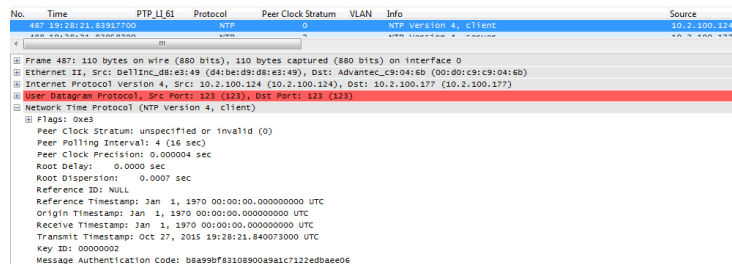 No. Time PTP_LI_61 Protocol Peer Clock Stratum VLAN Info Source
487 19:28:21.83917700 NTP 0 NTP Version 4, client 10.2.100.124
Frame 487: 110 bytes on wire (880 bits), 110 bytes captured (880 bits) on interface 0
Ethernet II, Src: DellInc_d8:e3:49 (d4:be:d9:d8:e3:49), Dst: Advantec_c9:04:6b (00:d0:c9:c9:04:6b)
Internet Protocol Version 4, Src: 10.2.100.124 (10.2.100.124), Dst: 10.2.100.177 (10.2.100.177)
User Datagram Protocol, Src Port: 123 (123), Dst Port: 123 (123)
Network Time Protocol (NTP Version 4, client)
Flags: 0xe3
Peer Clock Stratum: unspecified or invalid (0)
Peer Polling Interval: 4 (16 sec)
Peer Clock Precision: 0.000004 sec
Root Delay: 0.0000 sec
Root Dispersion: 0.0007 sec
Reference ID: NULL
Reference Timestamp: Jan 1, 1970 00:00:00.000000000 UTC
Origin Timestamp: Jan 1, 1970 00:00:00.000000000 UTC
Receive Timestamp: Jan 1, 1970 00:00:00.000000000 UTC
Transmit Timestamp: Oct 27, 2015 19:28:21.840073000 UTC
Key ID: 00000002
Message Authentication Code: b8a99bf83108900a9a1c7122edbaee06